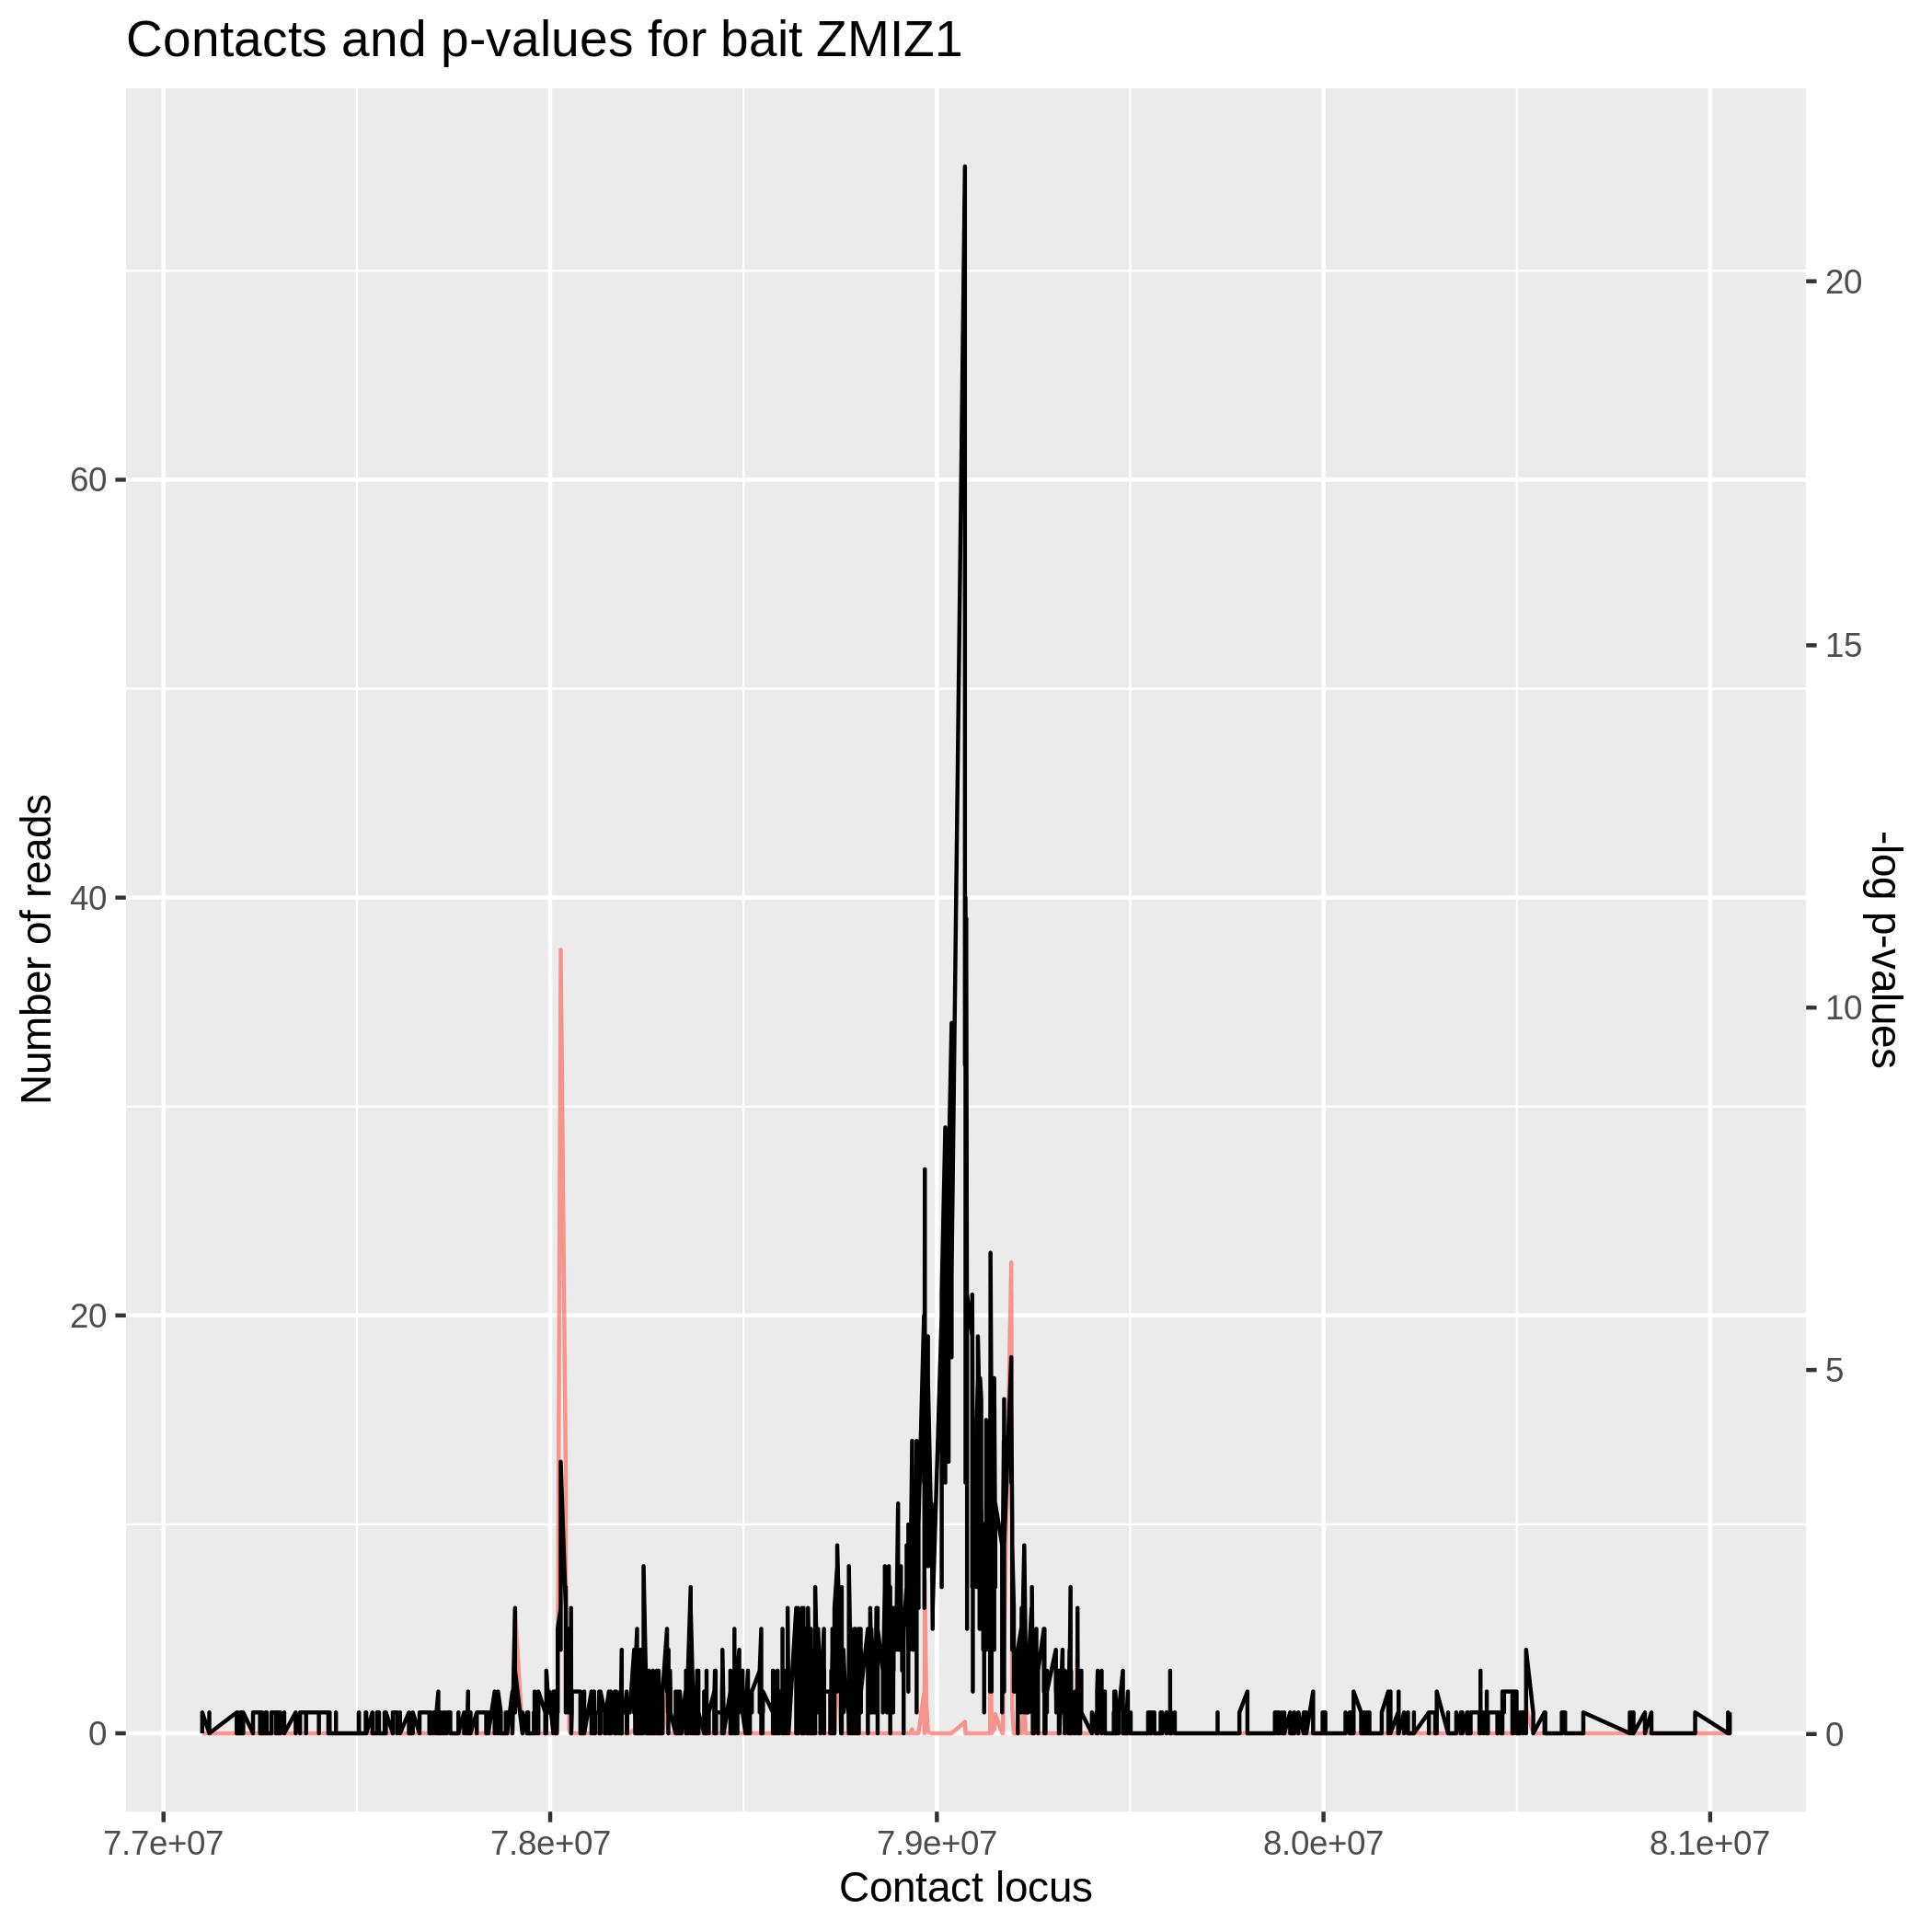 Contacts and p-values for bait ZMIZ1
60
40
20
0
Number of reads
20
15
10
5
0
-log p-values
7.7e+07 7.8e+07 7.9e+07 8.0e+07 8.1e+07
Contact locus